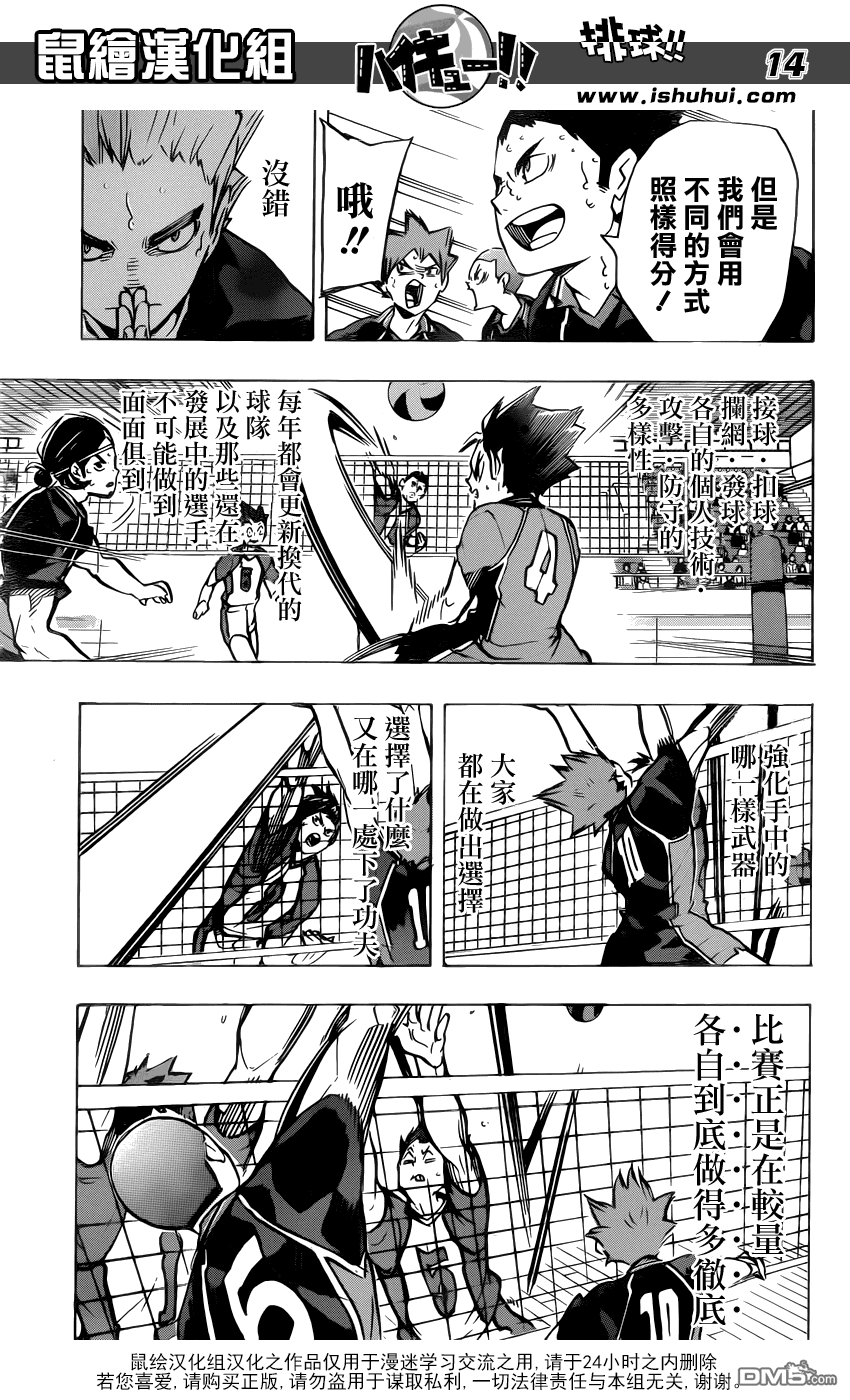 鼠繪漢化組
ハイキュー!!
排球!!
14
www.ishuhui.com
但是
我們會用
不同的方式
照樣得分！
哦!!
沒錯
接球·扣球
攔網·發球
各自的個人技術·
攻擊·防守的
多樣性
每年都會更新換代的
球隊
以及那些還在
發展中的選手
不可能做到
面面俱到
4
6
強化手中的
哪一樣武器
大家
都在做出選擇
10
選擇了什麼
又在哪一處下了功夫
1
比賽正是在較量
各自到底做得多徹底
6
10
鼠绘汉化组汉化之作品仅用于漫迷学习交流之用, 请于24小时之内删除
若您喜爱, 请购买正版, 请勿盗用于谋取私利, 一切法律责任与本组无关, 谢谢。
DM5.com